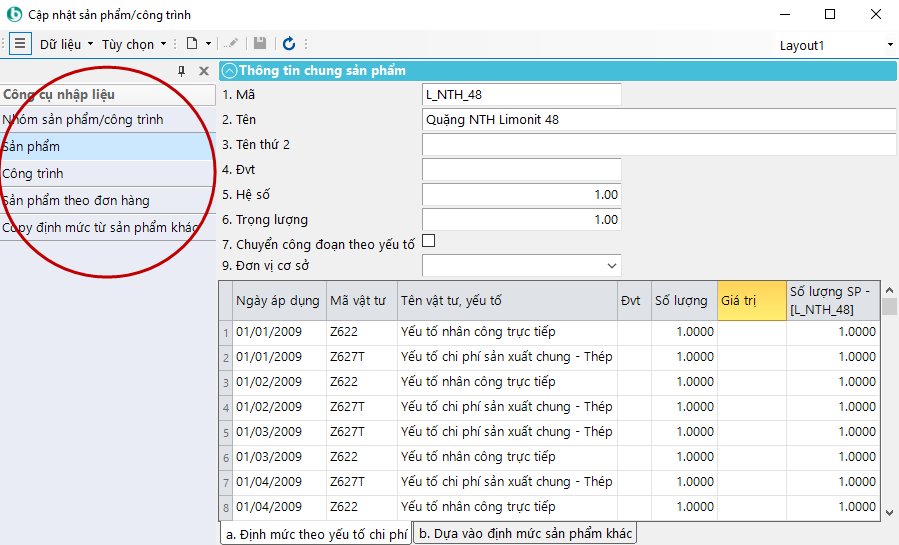 Cập nhật sản phẩm/công trình
Dữ liệu Tùy chọn Layout1
Công cụ nhập liệu
Nhóm sản phẩm/công trình
Sản phẩm
Công trình
Sản phẩm theo đơn hàng
Copy định mức từ sản phẩm khác
Thông tin chung sản phẩm
1. Mã L_NTH_48
2. Tên Quặng NTH Limonit 48
3. Tên thứ 2
4. Đvt
5. Hệ số 1.00
6. Trọng lượng 1.00
7. Chuyển công đoạn theo yếu tố
9. Đơn vị cơ sở
Ngày áp dụng Mã vật tư Tên vật tư, yếu tố Đvt Số lượng Giá trị Số lượng SP - [L_NTH_48]
1 01/01/2009 Z622 Yếu tố nhân công trực tiếp 1.0000 1.0000
2 01/01/2009 Z627T Yếu tố chi phí sản xuất chung - Thép 1.0000 1.0000
3 01/02/2009 Z622 Yếu tố nhân công trực tiếp 1.0000 1.0000
4 01/02/2009 Z627T Yếu tố chi phí sản xuất chung - Thép 1.0000 1.0000
5 01/03/2009 Z627T Yếu tố chi phí sản xuất chung - Thép 1.0000 1.0000
6 01/03/2009 Z622 Yếu tố nhân công trực tiếp 1.0000 1.0000
7 01/04/2009 Z627T Yếu tố chi phí sản xuất chung - Thép 1.0000 1.0000
8 01/04/2009 Z622 Yếu tố nhân công trực tiếp 1.0000 1.0000
a. Định mức theo yếu tố chi phí b. Dựa vào định mức sản phẩm khác